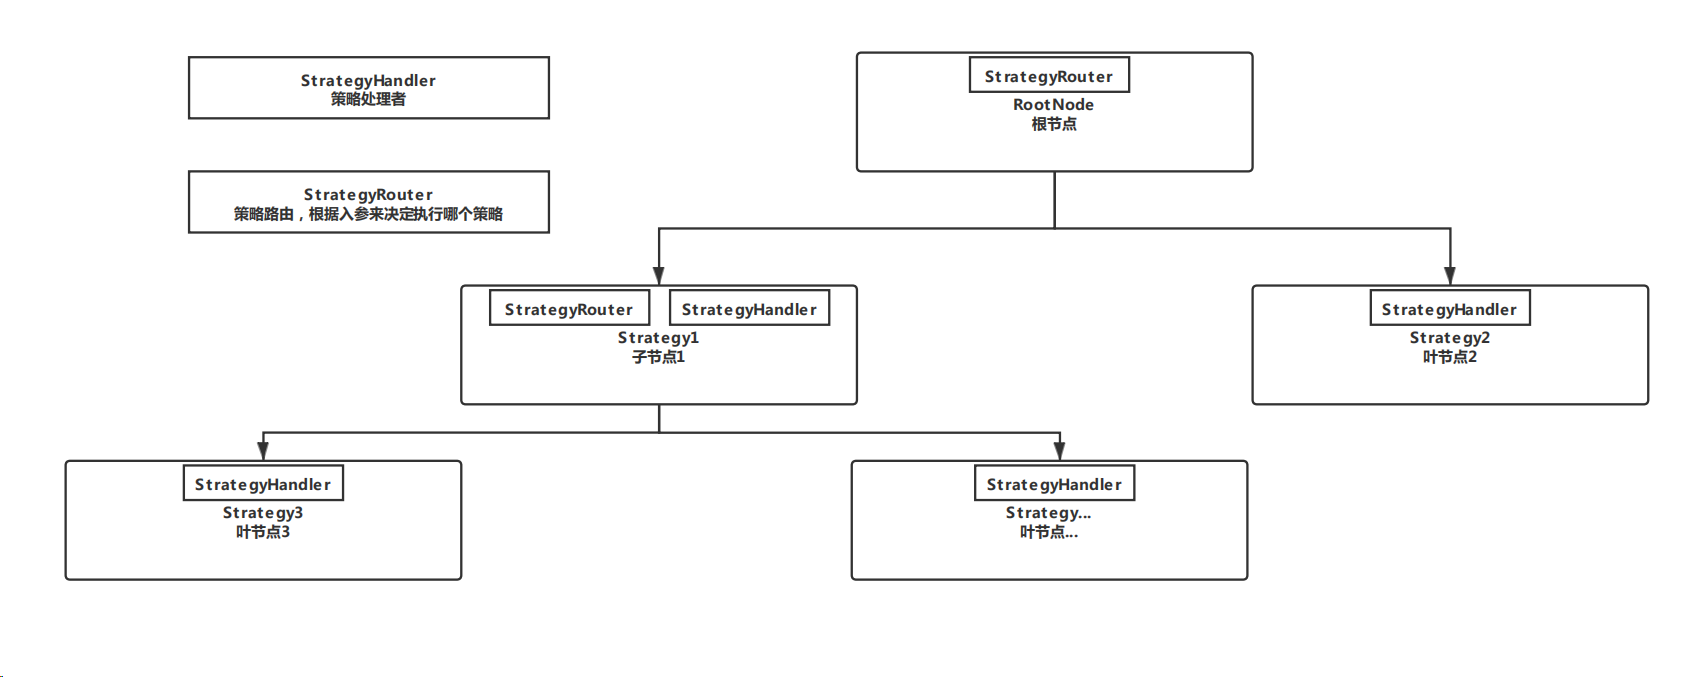 StrategyHandler
策略处理者
StrategyRouter
策略路由，根据入参来决定执行哪个策略
StrategyRouter
RootNode
根节点
StrategyRouter
StrategyHandler
Strategy1
子节点1
StrategyHandler
Strategy2
叶节点2
StrategyHandler
Strategy3
叶节点3
StrategyHandler
Strategy...
叶节点...